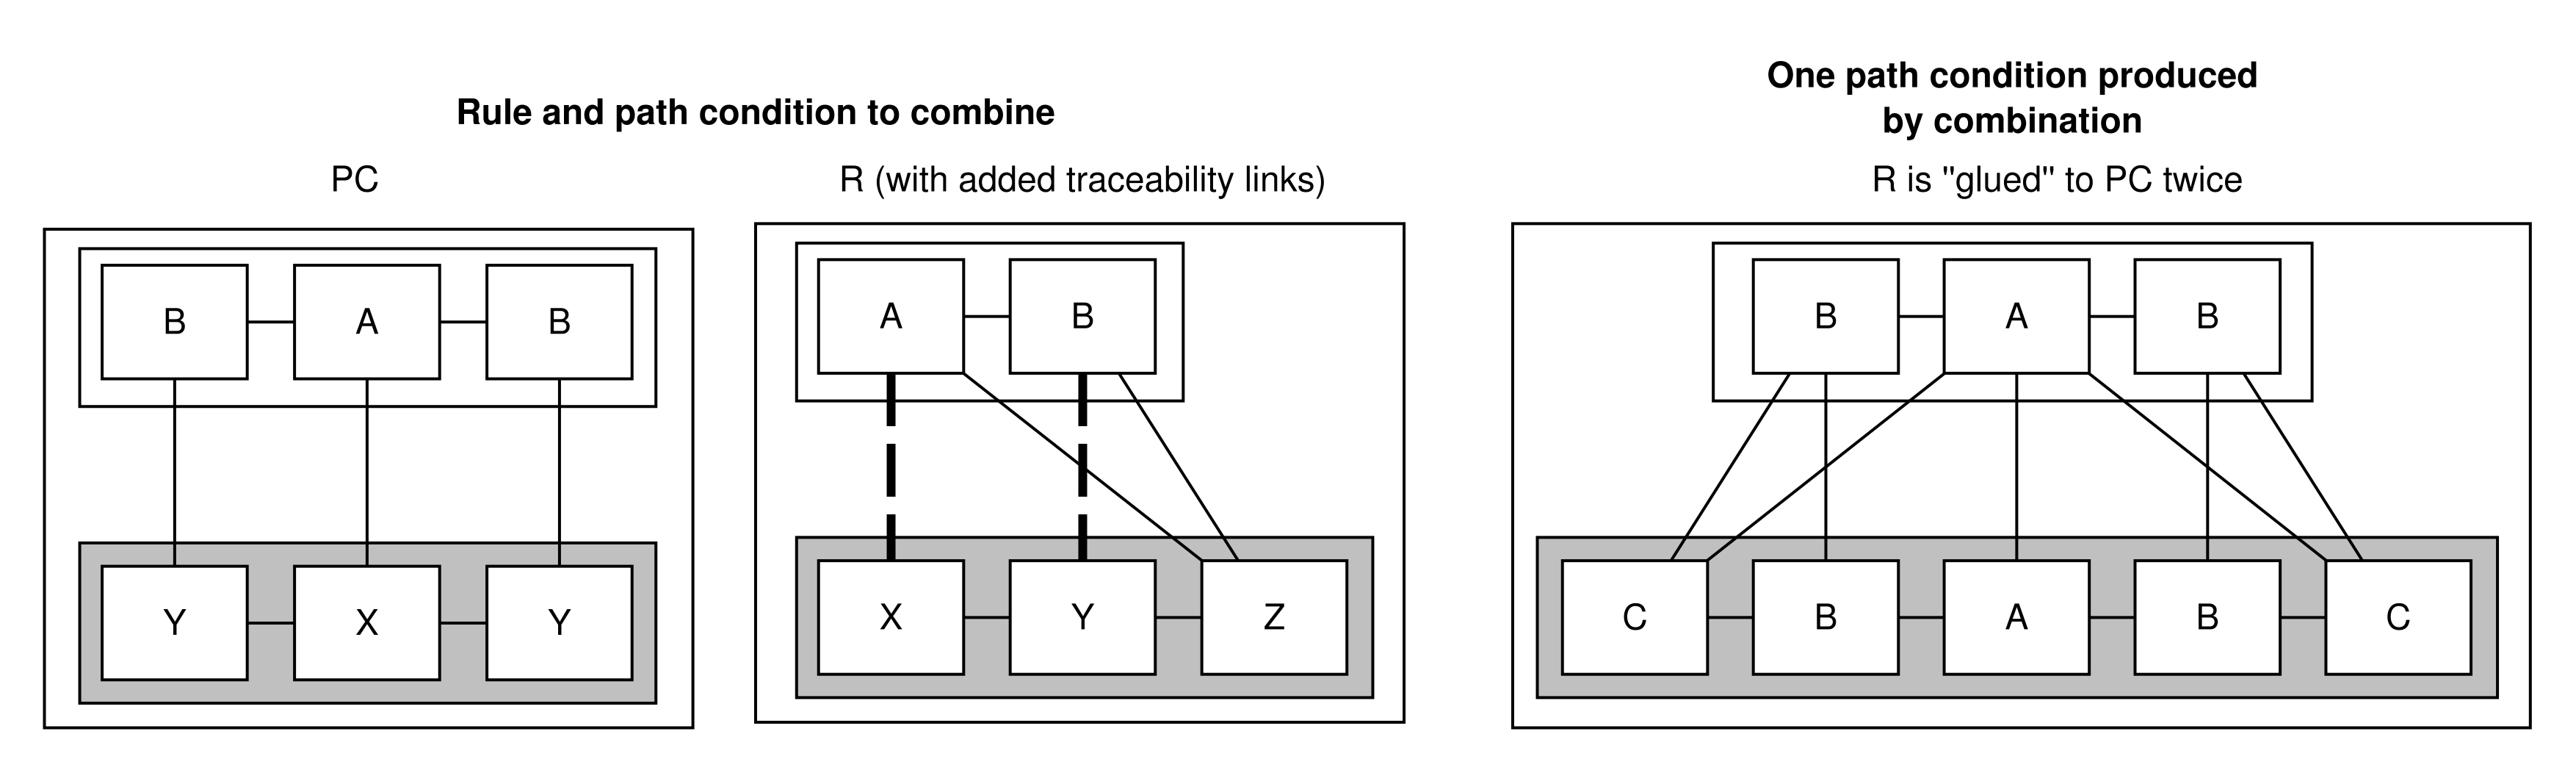 Rule and path condition to combine
One path condition produced
by combination
PC
R (with added traceability links)
R is "glued" to PC twice
B A B
Y X Y
A B
X Y Z
B A B
C B A B C